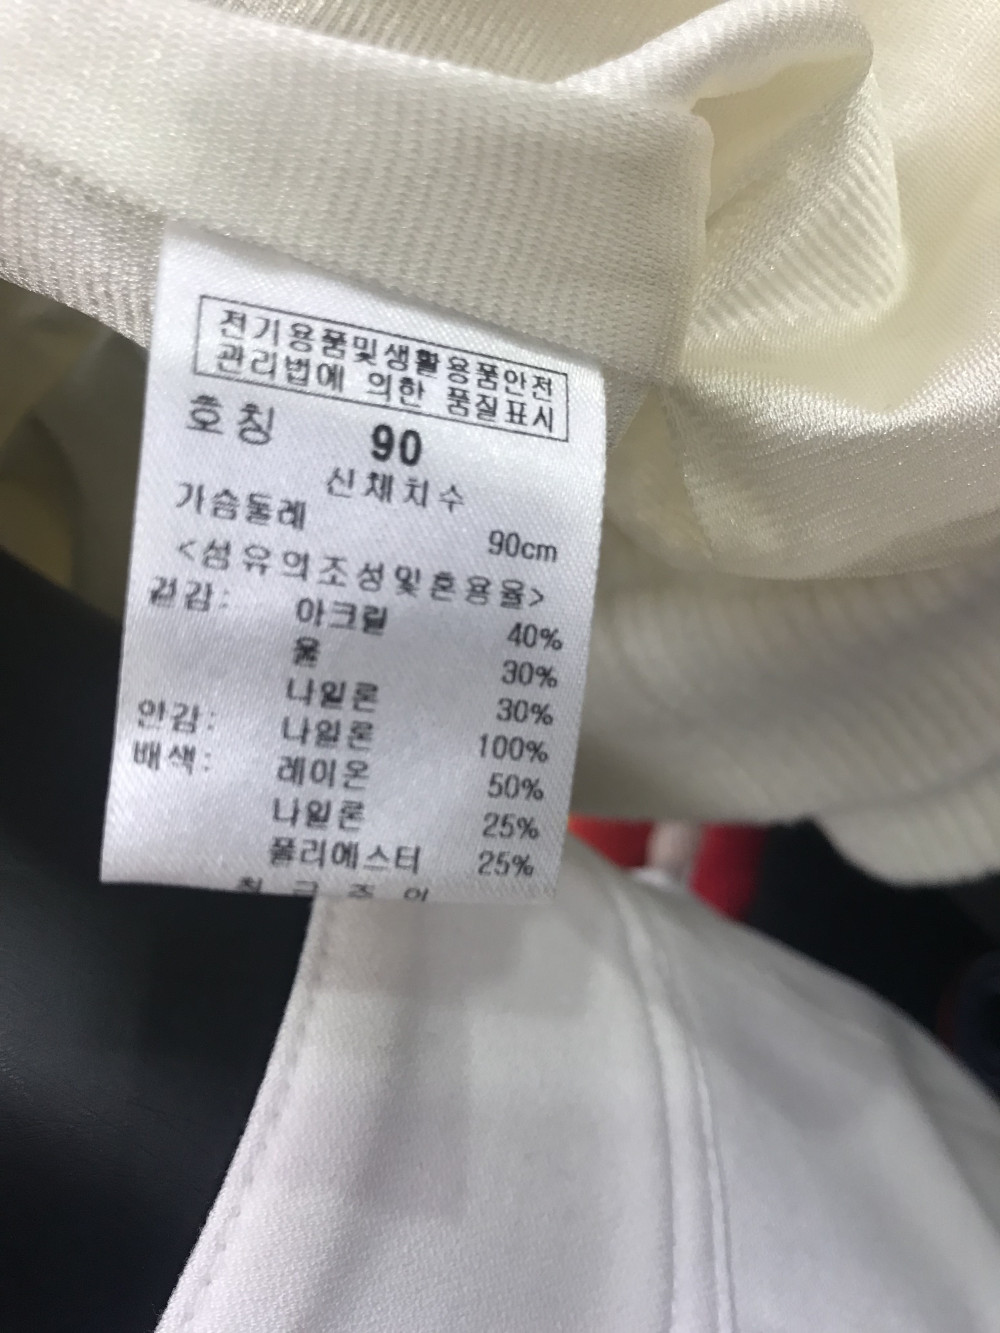 전기용품및생활용품안전
관리법에 의한 품질표시
호칭 90
신체치수
가슴둘레 90cm
<섬유의조성및혼용율>
겉감: 아크릴 40%
울 30%
나일론 30%
안감: 나일론 100%
배색: 레이온 50%
나일론 25%
폴리에스터 25%
취급주의